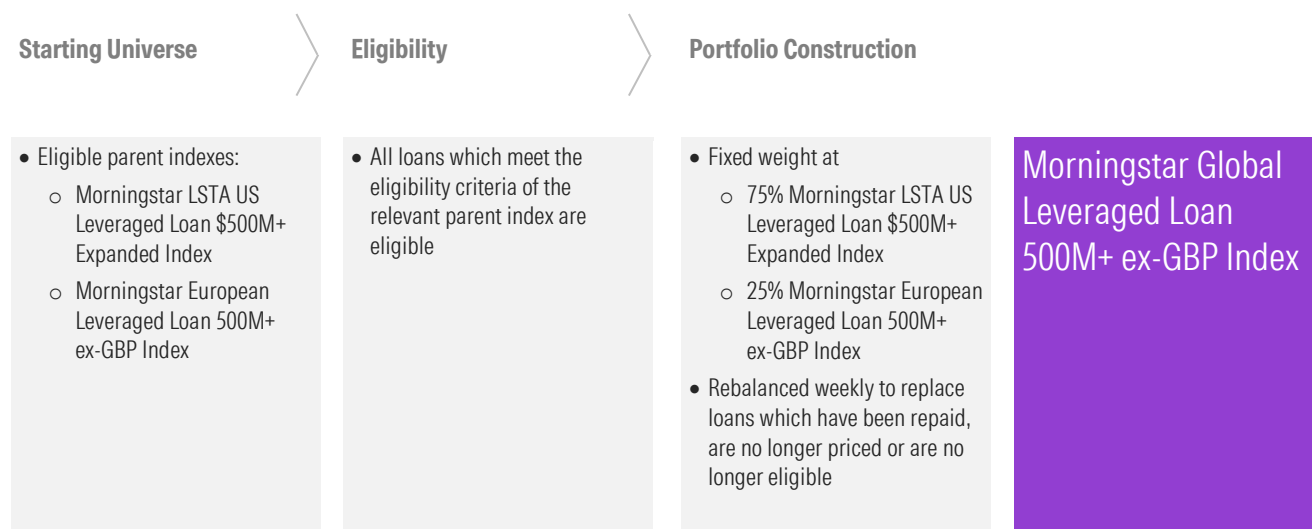 Starting Universe
Eligibility
Portfolio Construction
• Eligible parent indexes:
○ Morningstar LSTA US
Leveraged Loan $500M+
Expanded Index
○ Morningstar European
Leveraged Loan 500M+
ex-GBP Index
• All loans which meet the
eligibility criteria of the
relevant parent index are
eligible
• Fixed weight at
○ 75% Morningstar LSTA US
Leveraged Loan $500M+
Expanded Index
○ 25% Morningstar European
Leveraged Loan 500M+
ex-GBP Index
• Rebalanced weekly to replace
loans which have been repaid,
are no longer priced or are no
longer eligible
Morningstar Global
Leveraged Loan
500M+ ex-GBP Index